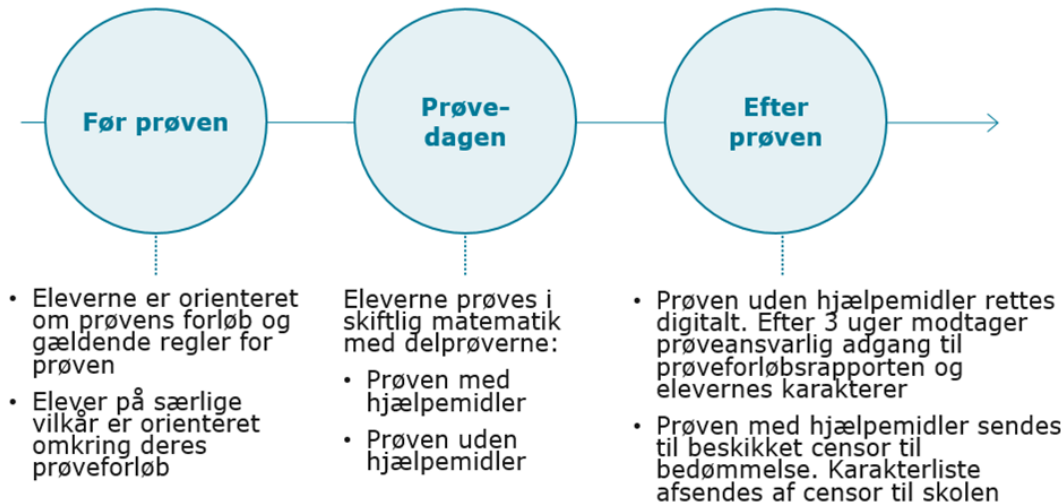 Før prøven
Prøve-
dagen
Efter
prøven
• Eleverne er orienteret
om prøvens forløb og
gældende regler for
prøven
• Elever på særlige
vilkår er orienteret
omkring deres
prøveforløb
Eleverne prøves i
skiftlig matematik
med delprøverne:
• Prøven med
hjælpemidler
• Prøven uden
hjælpemidler
• Prøven uden hjælpemidler rettes
digitalt. Efter 3 uger modtager
prøveansvarlig adgang til
prøveforløbsrapporten og
elevernes karakterer
• Prøven med hjælpemidler sendes
til beskikket censor til
bedømmelse. Karakterliste
afsendes af censor til skolen